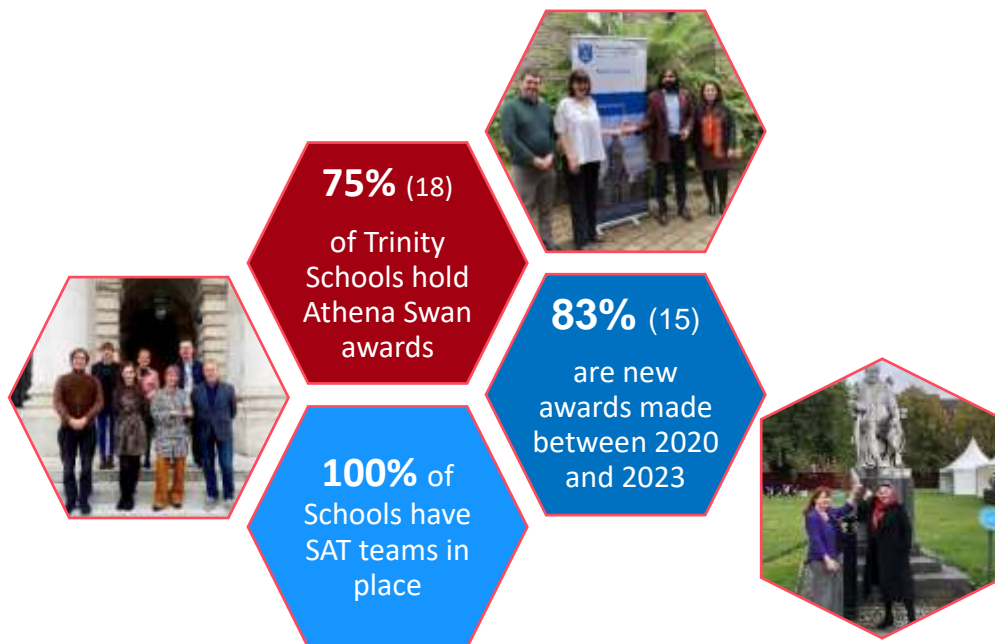 75% (18)
of Trinity
Schools hold
Athena Swan
awards
83% (15)
are new
awards made
between 2020
and 2023
100% of
Schools have
SAT teams in
place